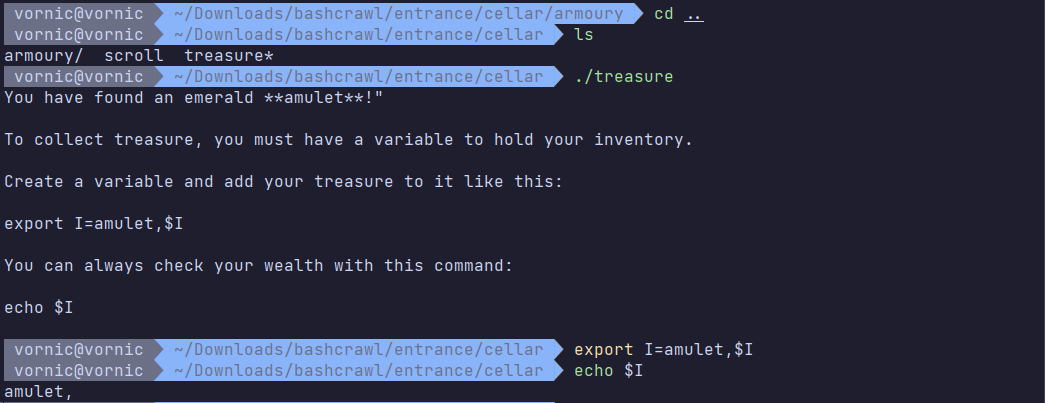 vornic@vornic ~/Downloads/bashcrawl/entrance/cellar/armoury cd ..
vornic@vornic ~/Downloads/bashcrawl/entrance/cellar ls
armoury/  scroll  treasure*
vornic@vornic ~/Downloads/bashcrawl/entrance/cellar ./treasure
You have found an emerald **amulet**!"
To collect treasure, you must have a variable to hold your inventory.
Create a variable and add your treasure to it like this:
export I=amulet,$I
You can always check your wealth with this command:
echo $I
vornic@vornic ~/Downloads/bashcrawl/entrance/cellar export I=amulet,$I
vornic@vornic ~/Downloads/bashcrawl/entrance/cellar echo $I
amulet,